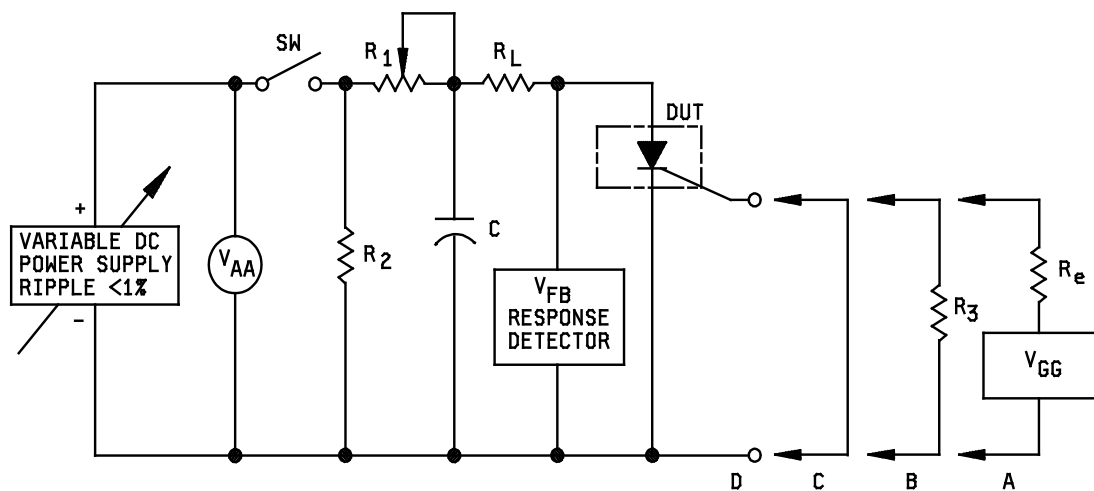 SW
R1
RL
DUT
+
VARIABLE DC
POWER SUPPLY
RIPPLE <1%
−
VAA
R2
C
VFB
RESPONSE
DETECTOR
R3
Re
VGG
D
C
B
A